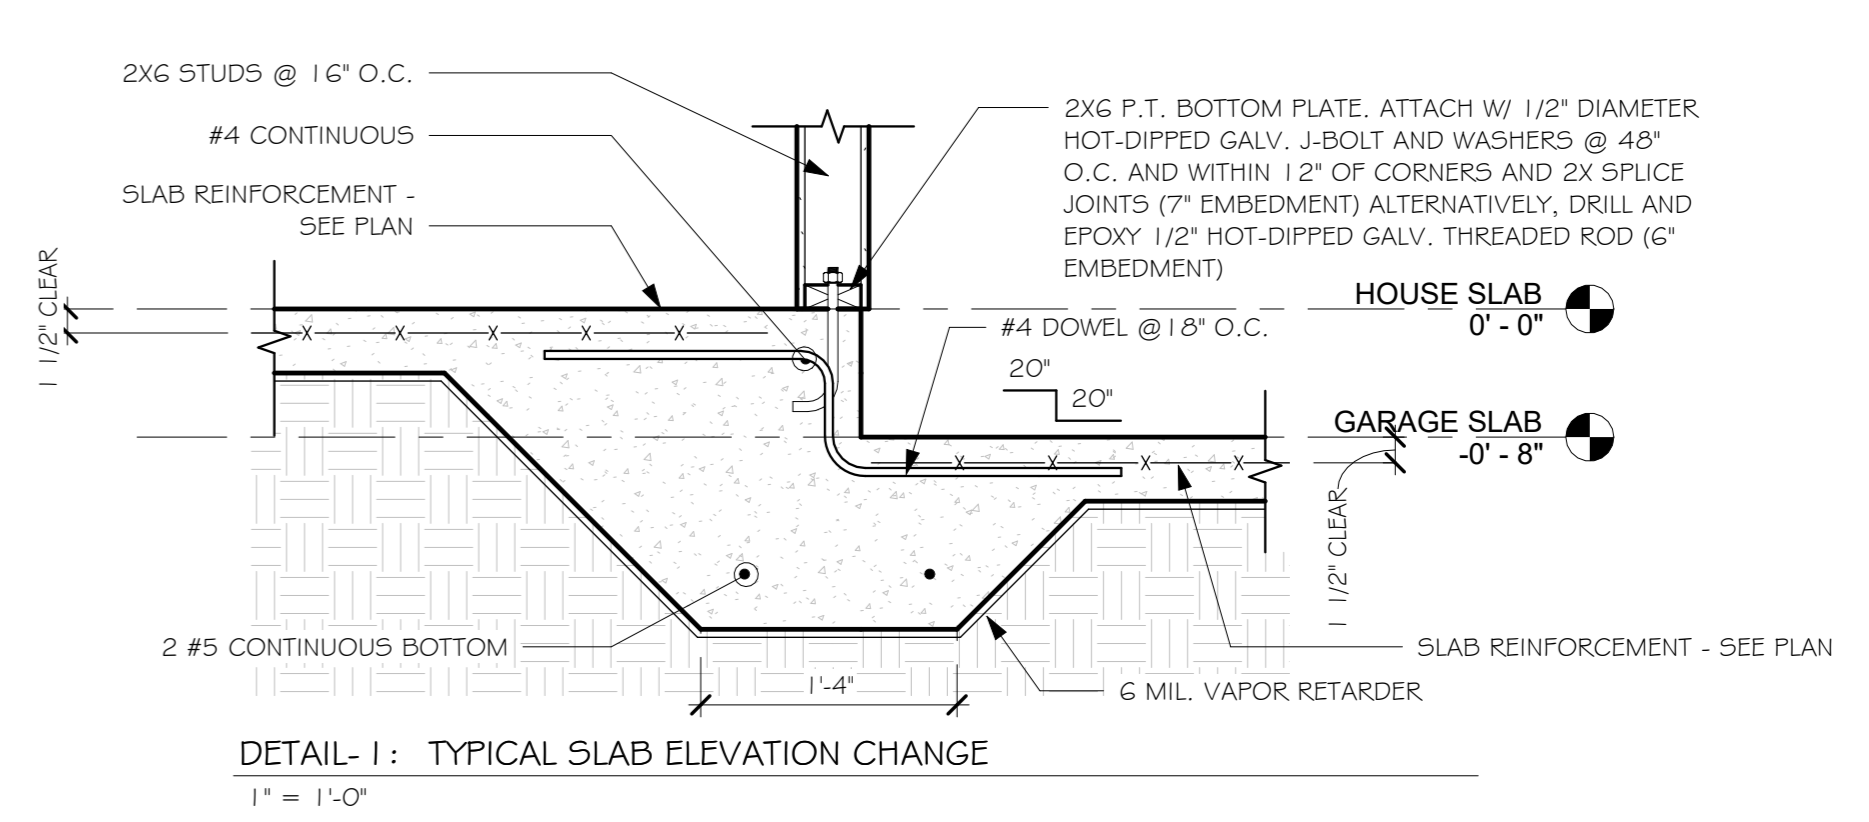 2X6 STUDS @ 16" O.C.
#4 CONTINUOUS
SLAB REINFORCEMENT -
SEE PLAN
1 1/2" CLEAR
2X6 P.T. BOTTOM PLATE. ATTACH W/ 1/2" DIAMETER
HOT-DIPPED GALV. J-BOLT AND WASHERS @ 48"
O.C. AND WITHIN 12" OF CORNERS AND 2X SPLICE
JOINTS (7" EMBEDMENT) ALTERNATIVELY, DRILL AND
EPOXY 1/2" HOT-DIPPED GALV. THREADED ROD (6"
EMBEDMENT)
HOUSE SLAB
0' - 0"
#4 DOWEL @18" O.C.
20"
20"
GARAGE SLAB
-0' - 8"
X X X X X
X X X X
1 1/2" CLEAR
2 #5 CONTINUOUS BOTTOM
SLAB REINFORCEMENT - SEE PLAN
1'-4"
6 MIL. VAPOR RETARDER
DETAIL-1: TYPICAL SLAB ELEVATION CHANGE
1" = 1'-0"